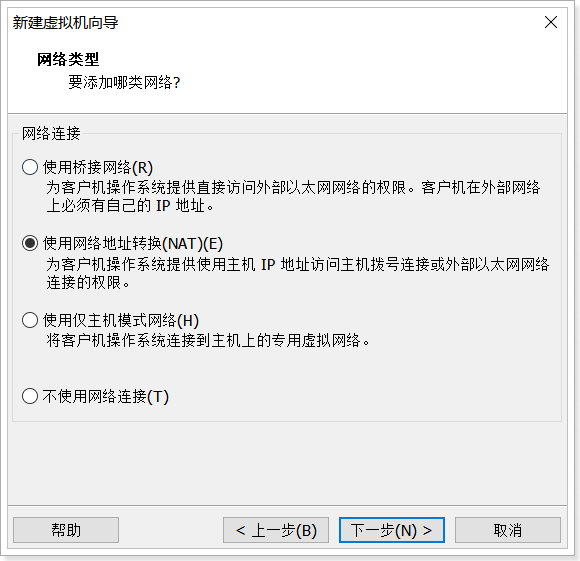 新建虚拟机向导
网络类型
要添加哪类网络?
网络连接
使用桥接网络(R)
为客户机操作系统提供直接访问外部以太网网络的权限。客户机在外部网络
上必须有自己的 IP 地址。
使用网络地址转换(NAT)(E)
为客户机操作系统提供使用主机 IP 地址访问主机拨号连接或外部以太网网络
连接的权限。
使用仅主机模式网络(H)
将客户机操作系统连接到主机上的专用虚拟网络。
不使用网络连接(T)
帮助
< 上一步(B)
下一步(N) >
取消